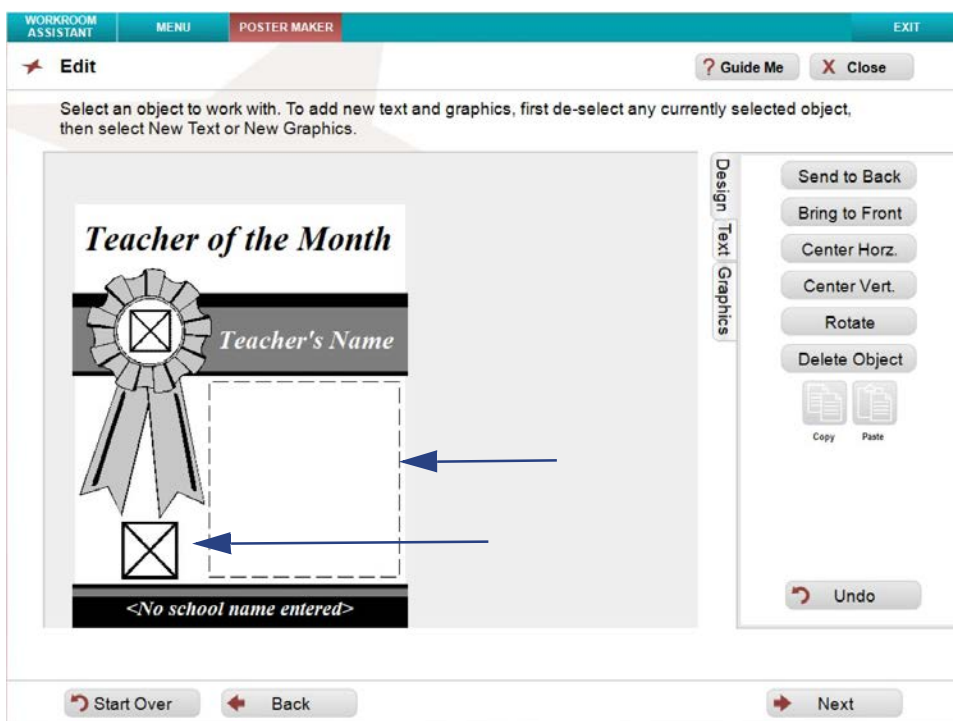 WORKROOM
ASSISTANT
MENU
POSTER MAKER
EXIT
Edit
? Guide Me
X Close
Select an object to work with. To add new text and graphics, first de-select any currently selected object,
then select New Text or New Graphics.
Teacher of the Month
Teacher's Name
<No school name entered>
Design
Text
Graphics
Send to Back
Bring to Front
Center Horz.
Center Vert.
Rotate
Delete Object
Copy
Paste
Undo
Start Over
Back
Next